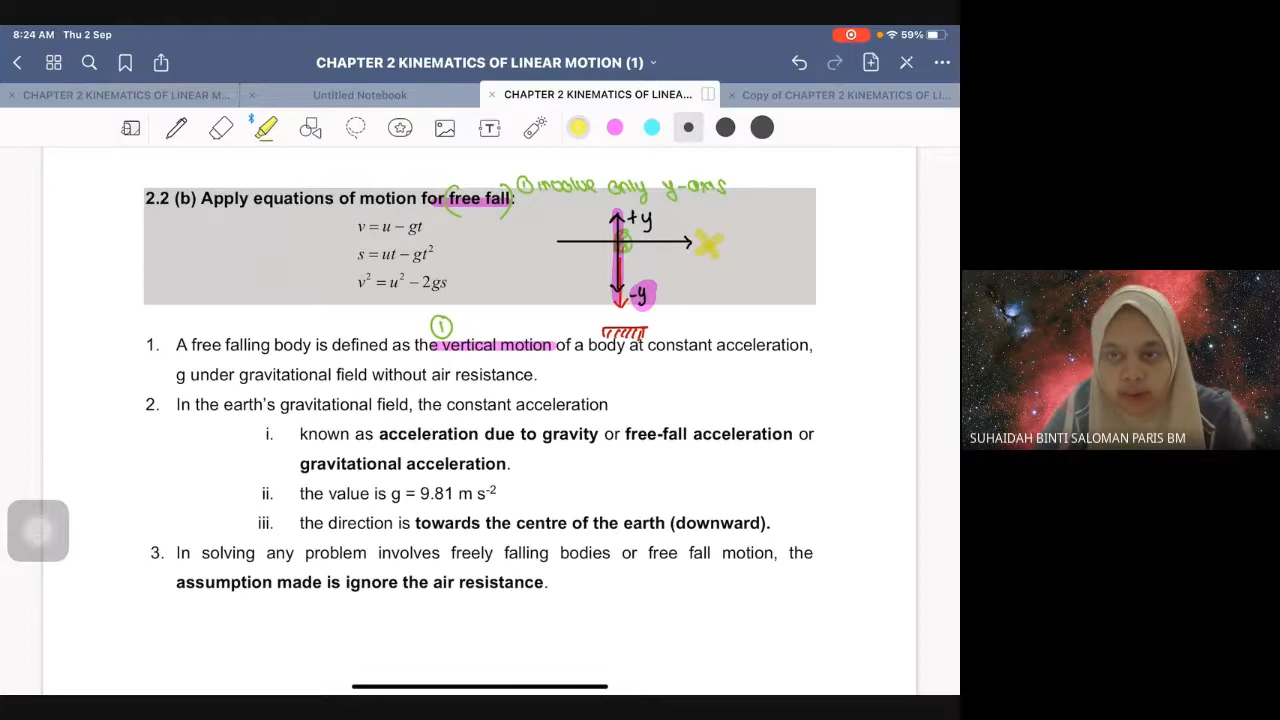 8:24 AM Thu 2 Sep
59%
CHAPTER 2 KINEMATICS OF LINEAR MOTION (1)
CHAPTER 2 KINEMATICS OF LINEAR M...
Untitled Notebook
CHAPTER 2 KINEMATICS OF LINEA...
Copy of CHAPTER 2 KINEMATICS OF LI...
① involve only y-axis
2.2 (b) Apply equations of motion for (free fall):
v = u − gt
s = ut − gt²
v² = u² − 2gs
+y
x
-y
①
1. A free falling body is defined as the vertical motion of a body at constant acceleration,
g under gravitational field without air resistance.
2. In the earth's gravitational field, the constant acceleration
i. known as acceleration due to gravity or free-fall acceleration or
gravitational acceleration.
ii. the value is g = 9.81 m s⁻²
iii. the direction is towards the centre of the earth (downward).
3. In solving any problem involves freely falling bodies or free fall motion, the
assumption made is ignore the air resistance.
SUHAIDAH BINTI SALOMAN PARIS BM